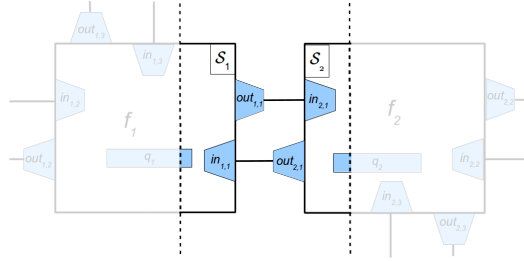 out1,3
in1,3
S1
S2
in1,2
out1,1
in2,1
out2,2
f1
f2
out1,2
q1
in1,1
out2,1
q2
in2,2
in2,3
out2,3